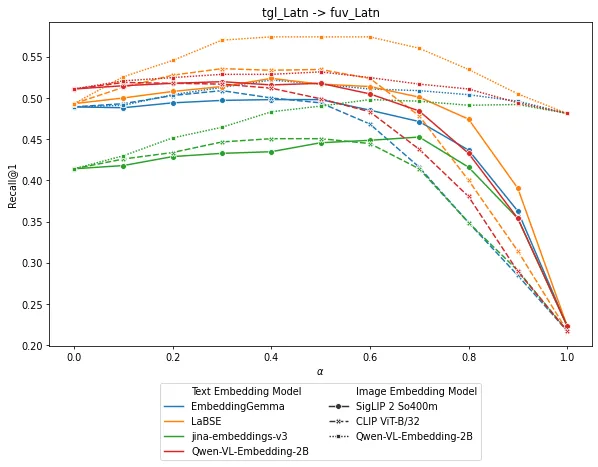 tgl_Latn -> fuv_Latn
Recall@1
0.55
0.50
0.45
0.40
0.35
0.30
0.25
0.20
0.0 0.2 0.4 0.6 0.8 1.0
α
Text Embedding Model
EmbeddingGemma
LaBSE
jina-embeddings-v3
Qwen-VL-Embedding-2B
Image Embedding Model
SigLIP 2 So400m
CLIP ViT-B/32
Qwen-VL-Embedding-2B